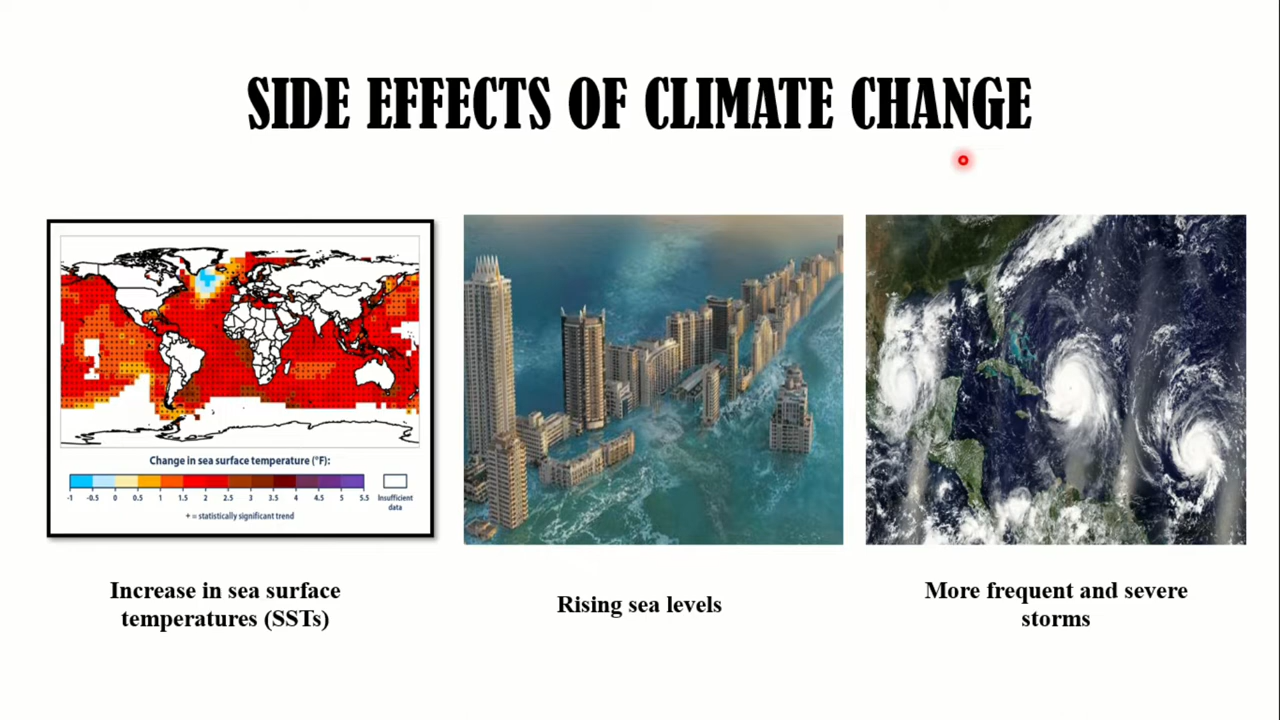 SIDE EFFECTS OF CLIMATE CHANGE
Change in sea surface temperature (°F):
-1 -0.5 0 0.5 1 1.5 2 2.5 3 3.5 4 4.5 5 5.5
Insufficient
data
+ = statistically significant trend
Increase in sea surface
temperatures (SSTs)
Rising sea levels
More frequent and severe
storms